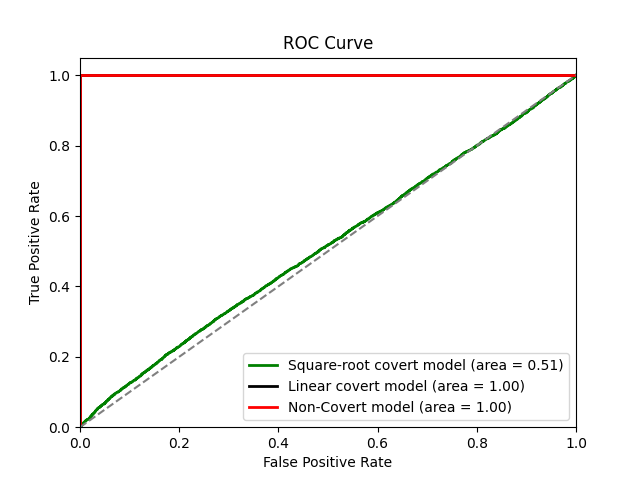 ROC Curve
True Positive Rate
1.0
0.8
0.6
0.4
0.2
0.0
Square-root covert model (area = 0.51)
Linear covert model (area = 1.00)
Non-Covert model (area = 1.00)
0.0 0.2 0.4 0.6 0.8 1.0
False Positive Rate